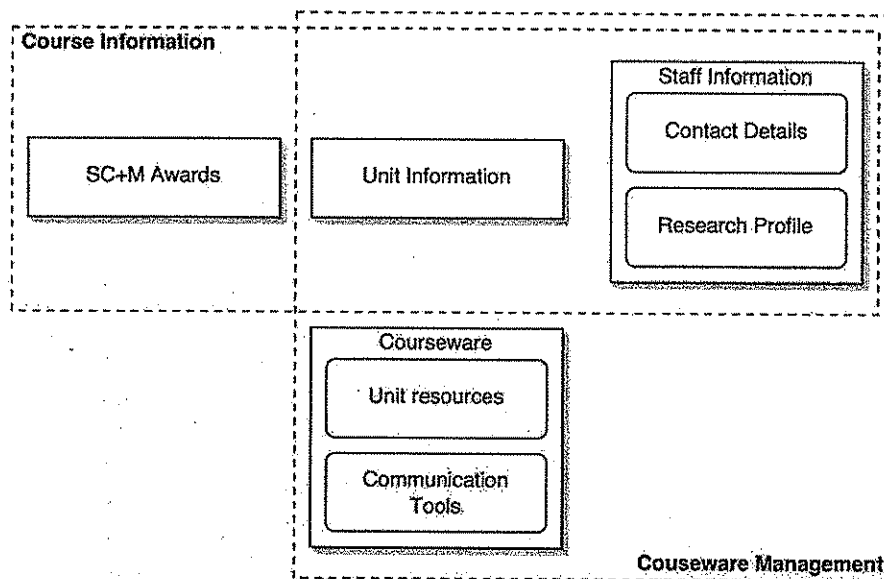 Course Information
Staff Information
Contact Details
SC+M Awards
Unit Information
Research Profile
Courseware
Unit resources
Communication
Tools
Couseware Management